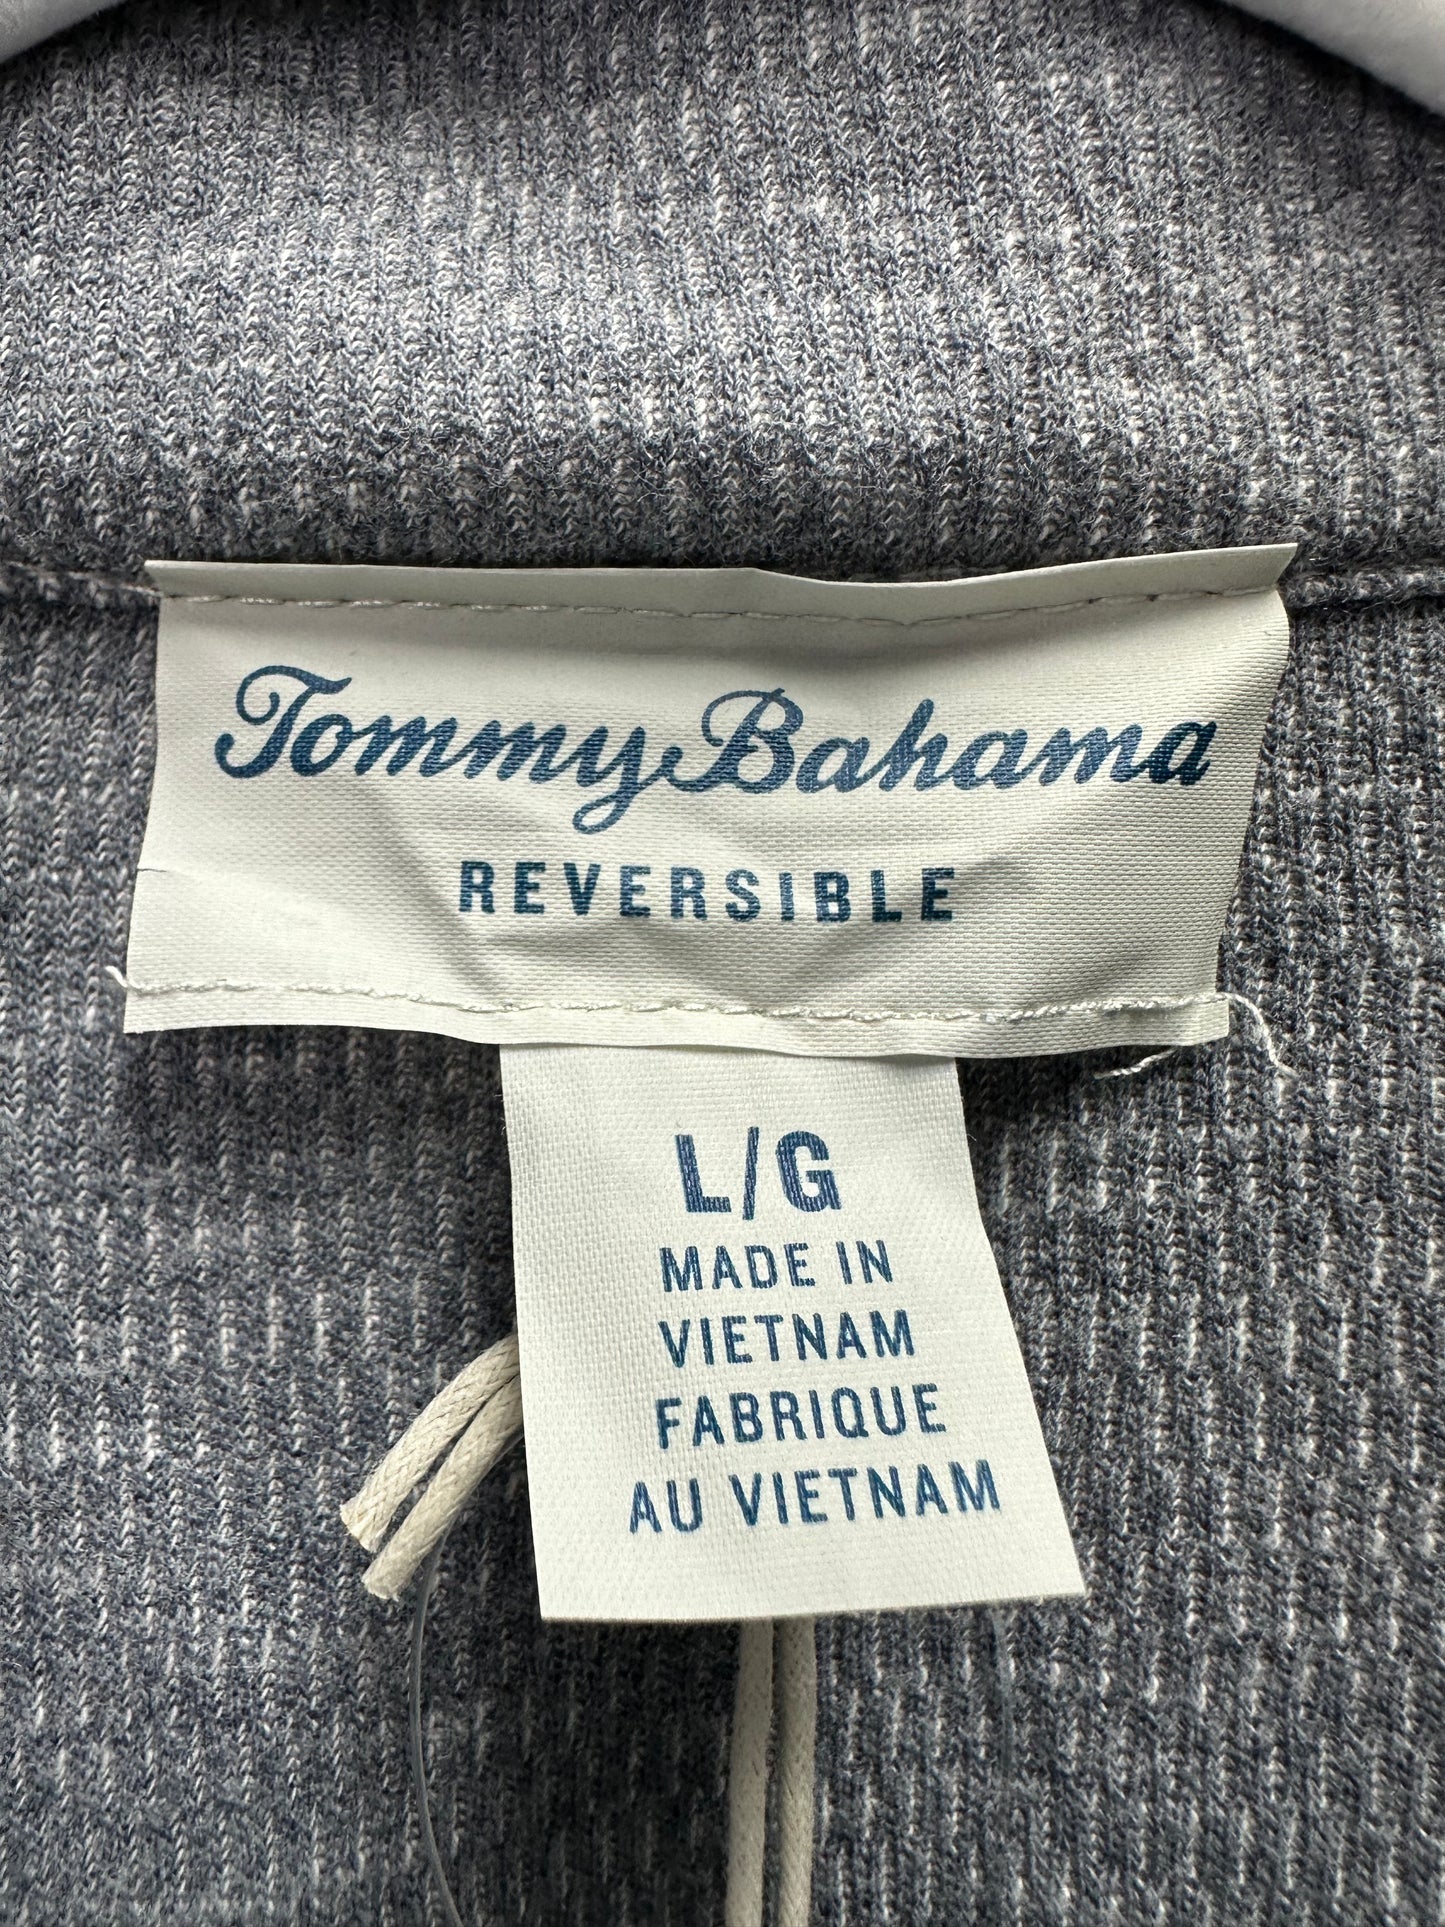 Tommy Bahama
REVERSIBLE
L/G
MADE IN
VIETNAM
FABRIQUE
AU VIETNAM